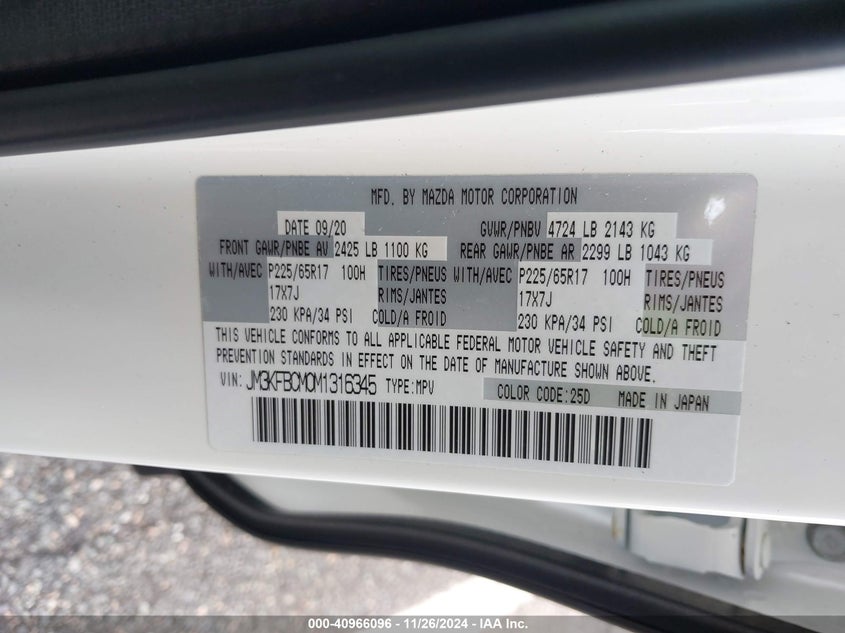 MFD. BY MAZDA MOTOR CORPORATION
DATE 09/20 GVWR/PNBV 4724 LB 2143 KG
FRONT GAWR/PNBE AV 2425 LB 1100 KG REAR GAWR/PNBE AR 2299 LB 1043 KG
WITH/AVEC P225/65R17 100H TIRES/PNEUS WITH/AVEC P225/65R17 100H TIRES/PNEUS
17X7J RIMS/JANTES 17X7J RIMS/JANTES
230 KPA/34 PSI COLD/A FROID 230 KPA/34 PSI COLD/A FROID
THIS VEHICLE CONFORMS TO ALL APPLICABLE FEDERAL MOTOR VEHICLE SAFETY AND THEFT
PREVENTION STANDARDS IN EFFECT ON THE DATE OF MANUFACTURE SHOWN ABOVE.
VIN: JM3KFBCM0M1316345 TYPE:MPV COLOR CODE:25D MADE IN JAPAN
000-40966096 - 11/26/2024 - IAA Inc.